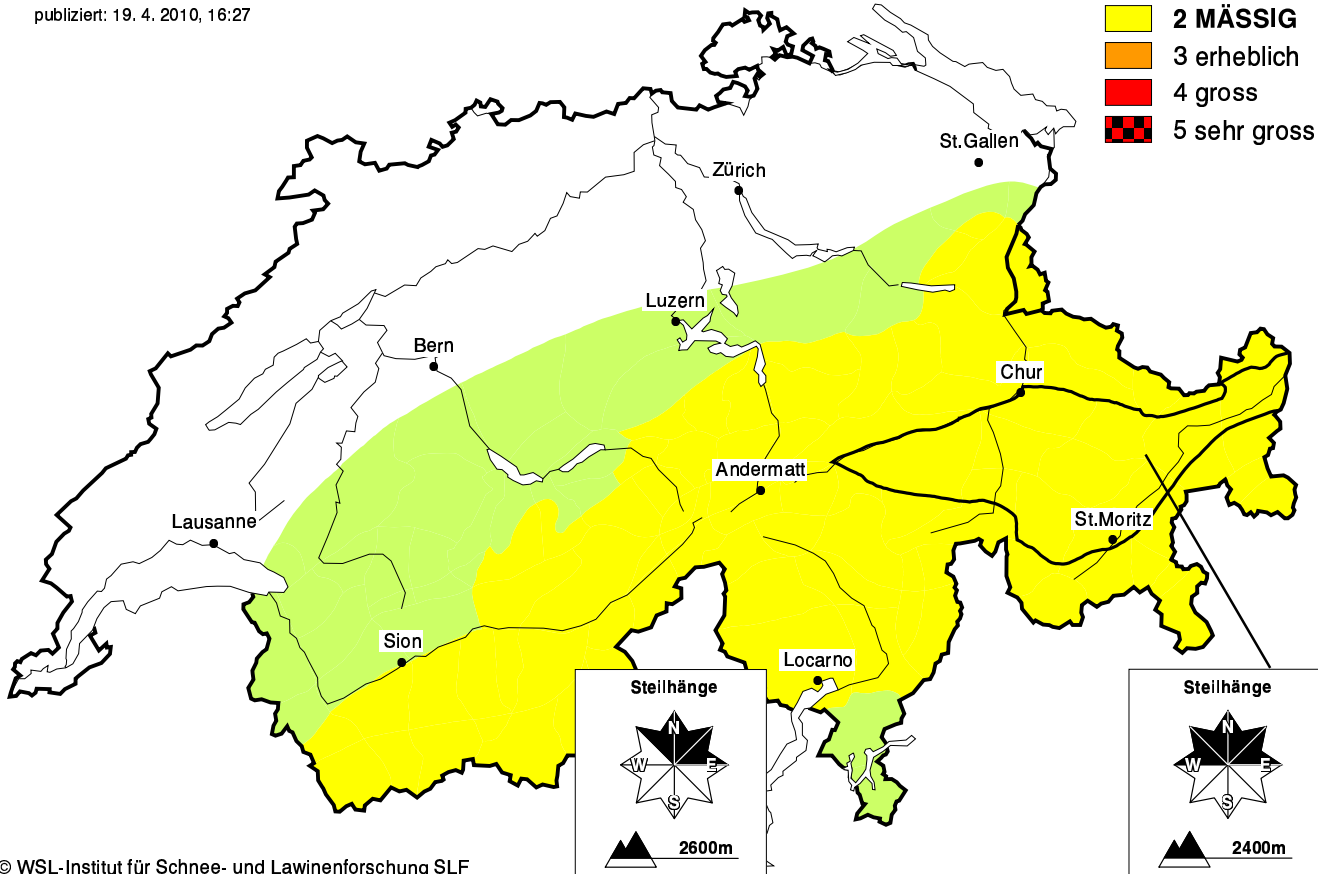 publiziert: 19. 4. 2010, 16:27
2 MÄSSIG
3 erheblich
4 gross
5 sehr gross
St.Gallen
Zürich
Luzern
Bern
Chur
Andermatt
Lausanne
St.Moritz
Sion
Locarno
Steilhänge
N
W E
S
2600m
Steilhänge
N
W E
S
2400m
© WSL-Institut für Schnee- und Lawinenforschung SLF